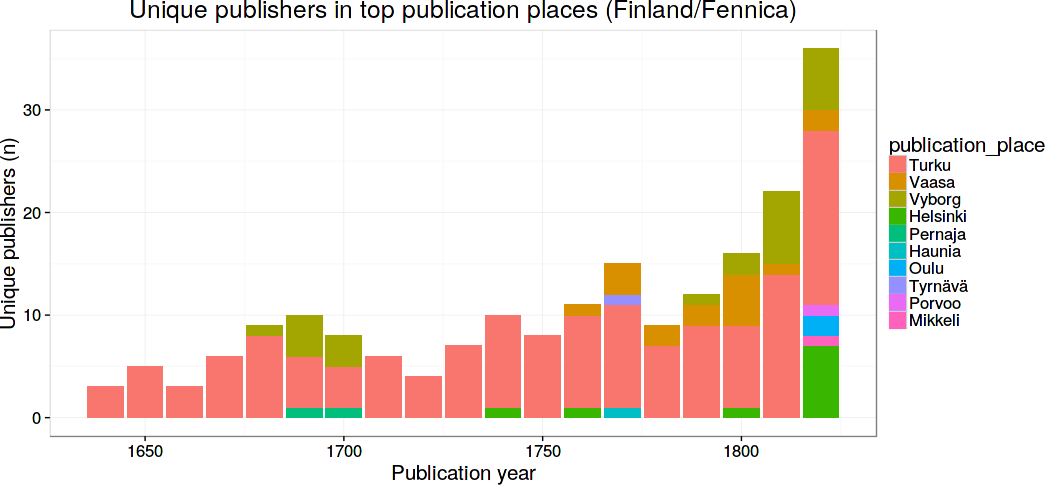 Unique publishers in top publication places (Finland/Fennica)
Unique publishers (n)
30
20
10
0
1650 1700 1750 1800
Publication year
publication_place
Turku
Vaasa
Vyborg
Helsinki
Pernaja
Haunia
Oulu
Tyrnävä
Porvoo
Mikkeli